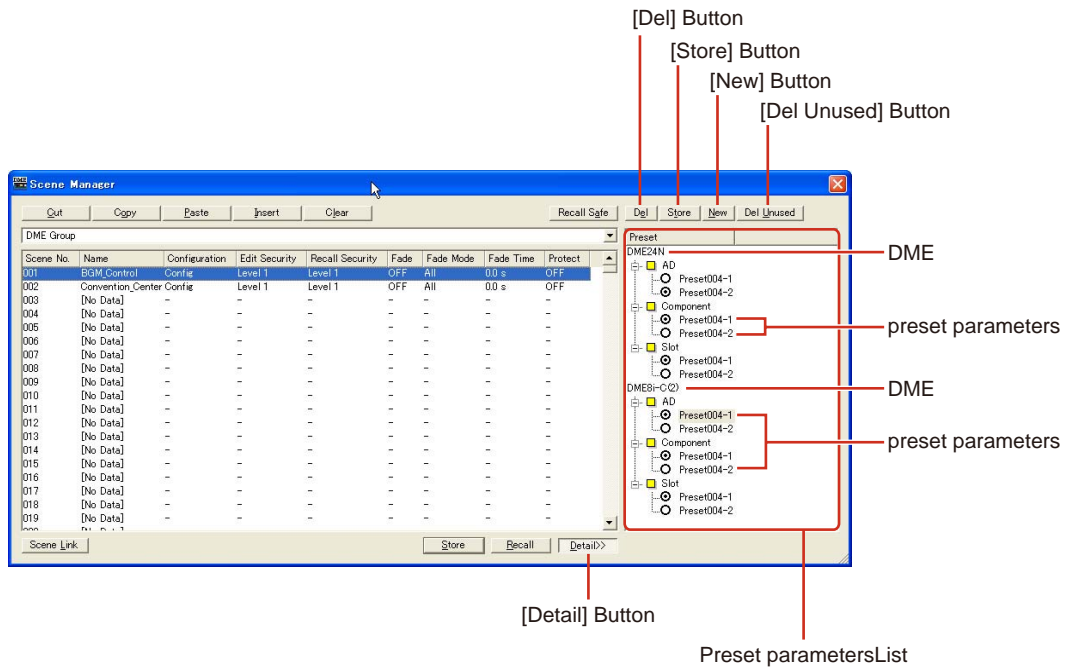 [Del] Button
[Store] Button
[New] Button
[Del Unused] Button
Scene Manager
Cut Copy Paste Insert Clear Recall Safe Del Store New Del Unused
DME Group
Preset
Scene No. Name Configuration Edit Security Recall Security Fade Fade Mode Fade Time Protect
001 BGM_Control Config Level 1 Level 1 OFF All 0.0 s OFF
002 Convention_Center Config Level 1 Level 1 OFF All 0.0 s OFF
003 [No Data] - - - - - - -
004 [No Data] - - - - - - -
005 [No Data] - - - - - - -
006 [No Data] - - - - - - -
007 [No Data] - - - - - - -
008 [No Data] - - - - - - -
009 [No Data] - - - - - - -
010 [No Data] - - - - - - -
011 [No Data] - - - - - - -
012 [No Data] - - - - - - -
013 [No Data] - - - - - - -
014 [No Data] - - - - - - -
015 [No Data] - - - - - - -
016 [No Data] - - - - - - -
017 [No Data] - - - - - - -
018 [No Data] - - - - - - -
019 [No Data] - - - - - - -
DME24N
AD
Preset004-1
Preset004-2
Component
Preset004-1
Preset004-2
Slot
Preset004-1
Preset004-2
DME8i-C(2)
AD
Preset004-1
Preset004-2
Component
Preset004-1
Preset004-2
Slot
Preset004-1
Preset004-2
DME
preset parameters
DME
preset parameters
Scene Link Store Recall Detail>>
[Detail] Button
Preset parametersList